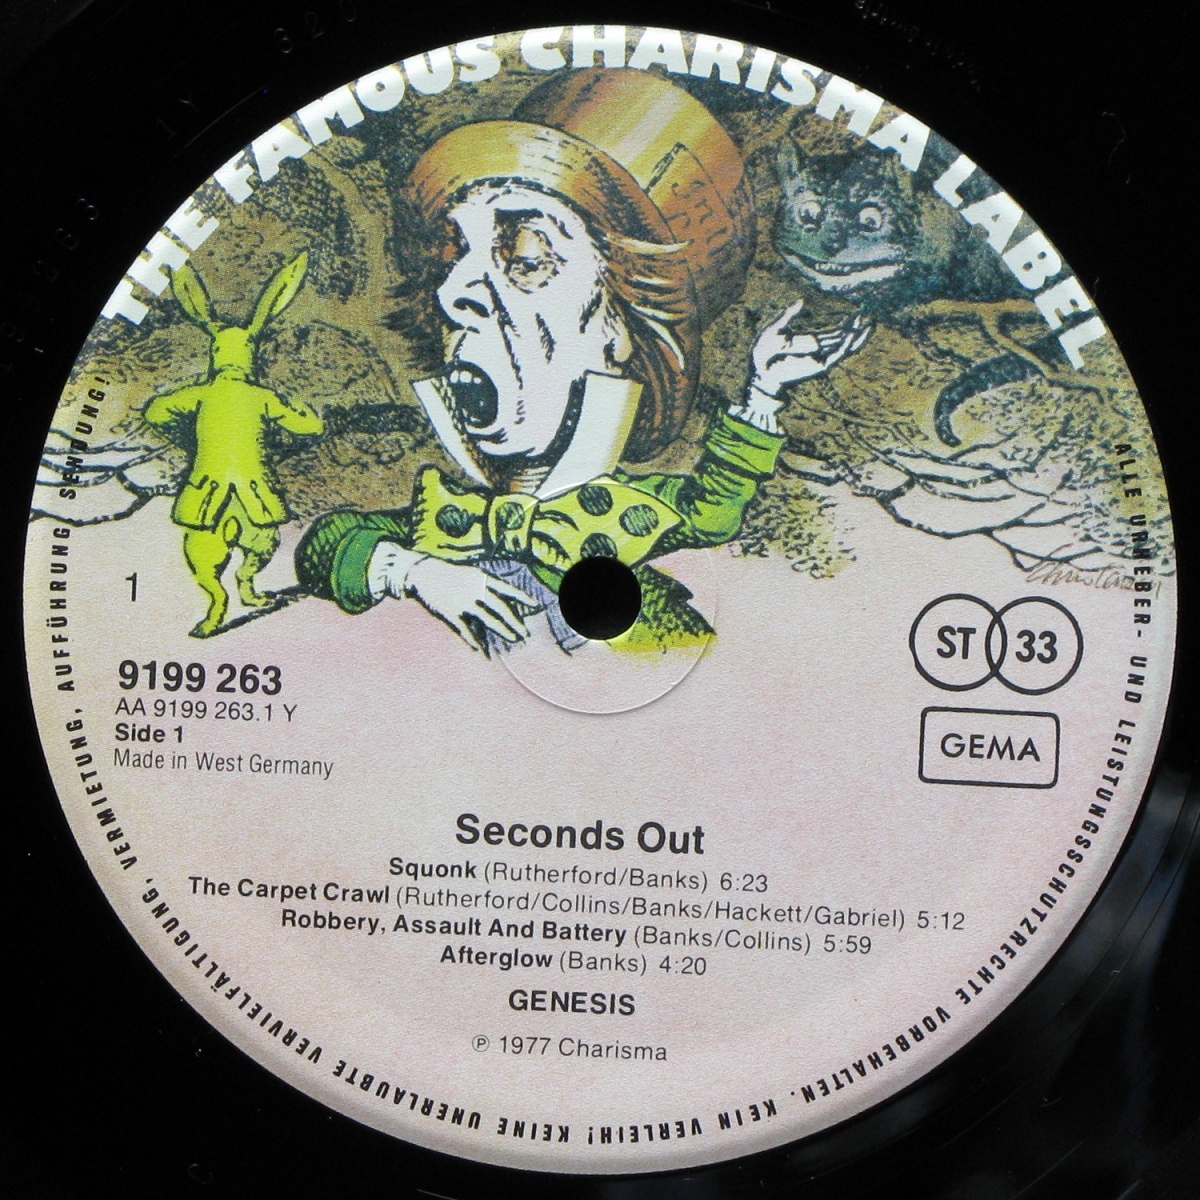 THE FAMOUS CHARISMA LABEL
1
9199 263
AA 9199 263.1 Y
Side 1
Made in West Germany
ST 33
GEMA
Seconds Out
Squonk (Rutherford/Banks) 6:23
The Carpet Crawl (Rutherford/Collins/Banks/Hackett/Gabriel) 5:12
Robbery, Assault And Battery (Banks/Collins) 5:59
Afterglow (Banks) 4:20
GENESIS
℗ 1977 Charisma
ALLE URHEBER- UND LEISTUNGSSCHUTZRECHTE VORBEHALTEN. KEIN VERLEIH! KEINE UNERLAUBTE VERVIELFÄLTIGUNG, VERMIETUNG, AUFFÜHRUNG SENDUNG!